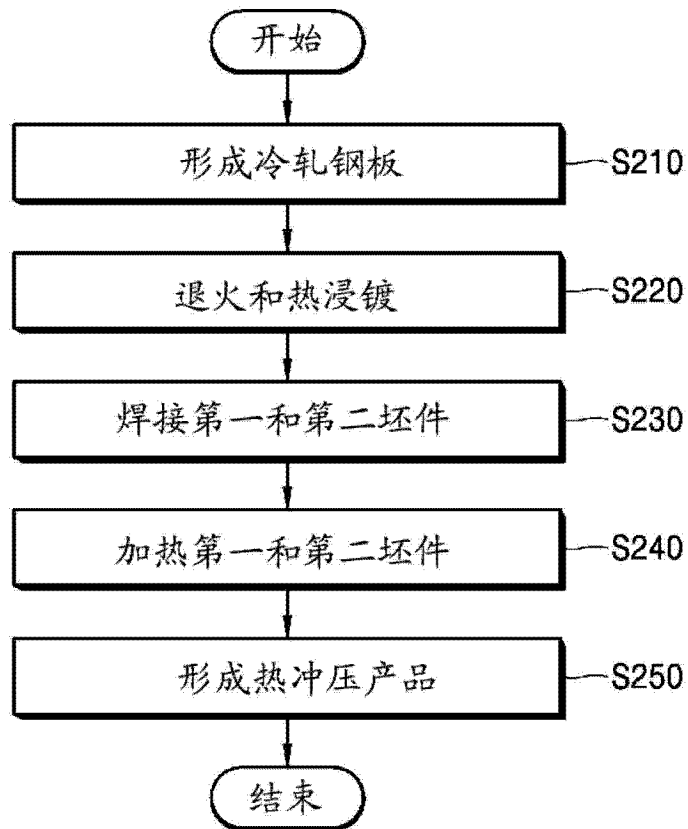 开始
形成冷轧钢板
S210
退火和热浸镀
S220
焊接第一和第二坯件
S230
加热第一和第二坯件
S240
形成热冲压产品
S250
结束